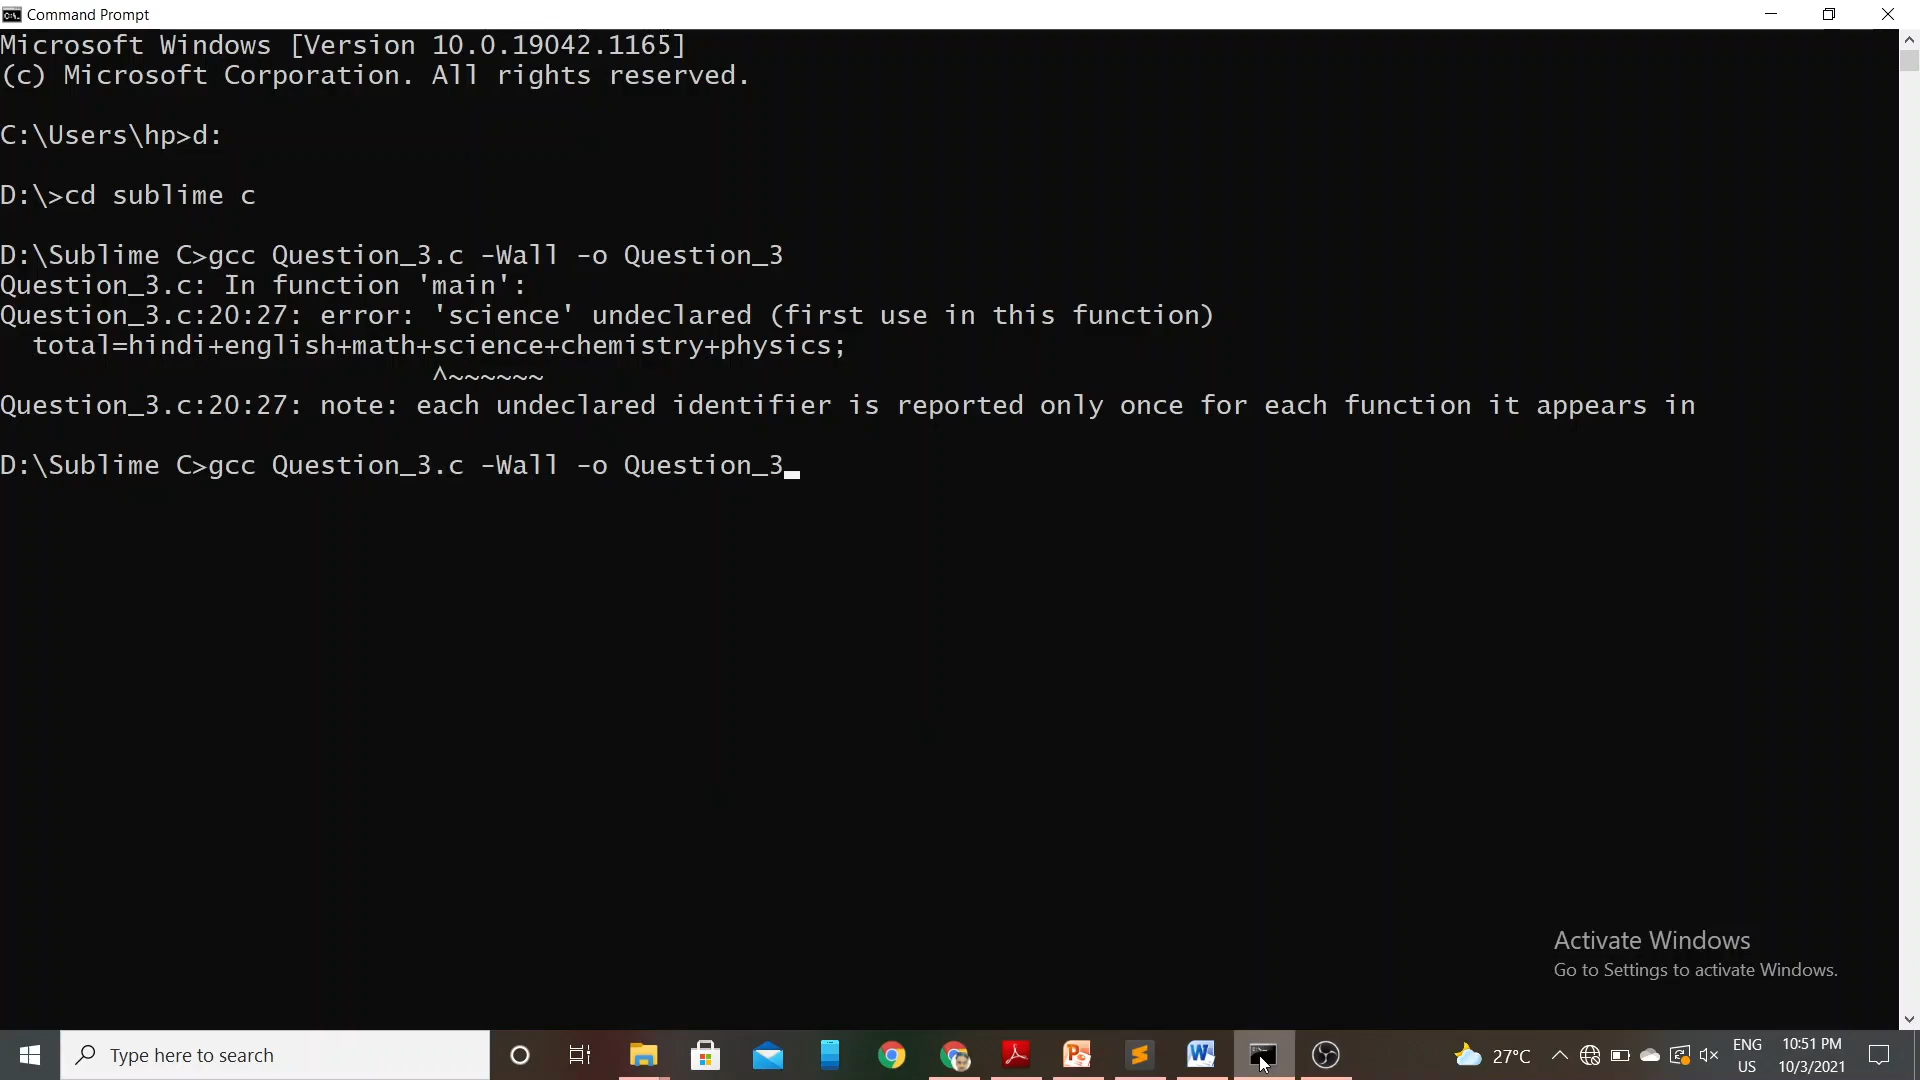 Command Prompt
Microsoft Windows [Version 10.0.19042.1165]
(c) Microsoft Corporation. All rights reserved.
C:\Users\hp>d:
D:\>cd sublime c
D:\Sublime C>gcc Question_3.c -Wall -o Question_3
Question_3.c: In function 'main':
Question_3.c:20:27: error: 'science' undeclared (first use in this function)
  total=hindi+english+math+science+chemistry+physics;
                           ^~~~~~~
Question_3.c:20:27: note: each undeclared identifier is reported only once for each function it appears in
D:\Sublime C>gcc Question_3.c -Wall -o Question_3
Activate Windows
Go to Settings to activate Windows.
Type here to search
27°C
ENG
US
10:51 PM
10/3/2021